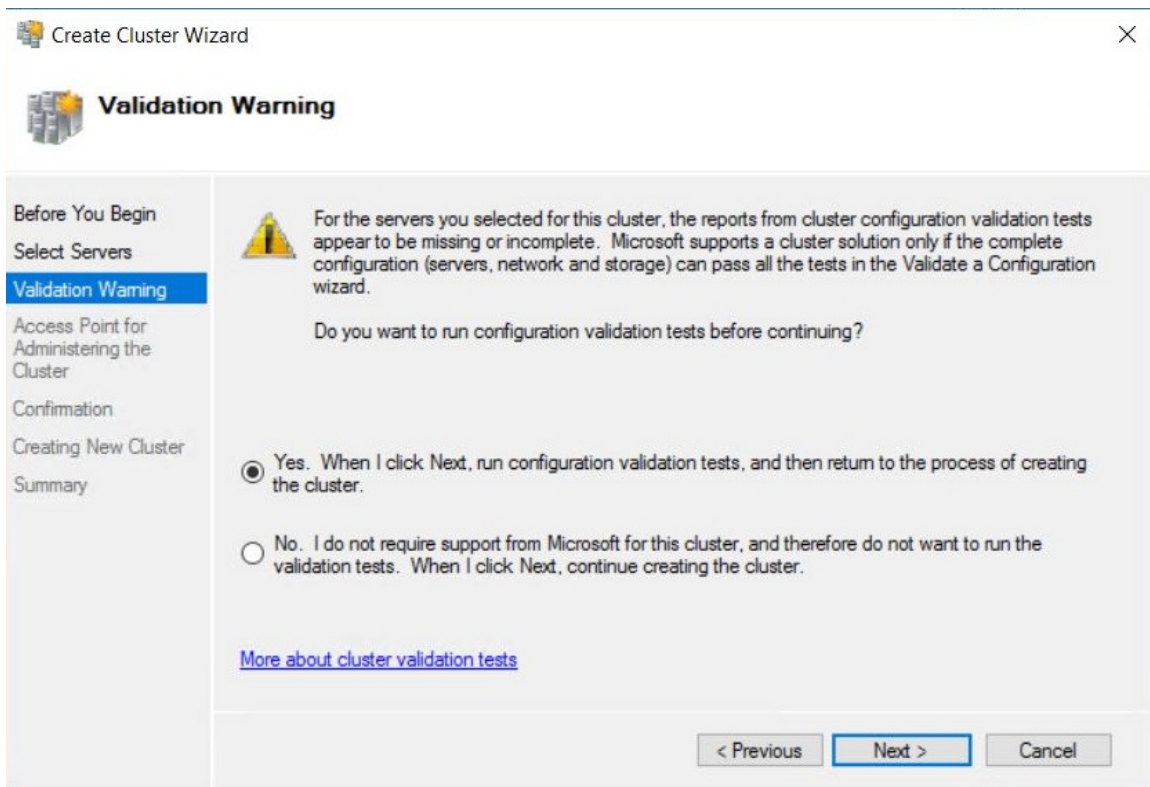 Create Cluster Wizard
Validation Warning
Before You Begin
Select Servers
Validation Warning
Access Point for
Administering the
Cluster
Confirmation
Creating New Cluster
Summary
For the servers you selected for this cluster, the reports from cluster configuration validation tests
appear to be missing or incomplete. Microsoft supports a cluster solution only if the complete
configuration (servers, network and storage) can pass all the tests in the Validate a Configuration
wizard.
Do you want to run configuration validation tests before continuing?
Yes. When I click Next, run configuration validation tests, and then return to the process of creating
the cluster.
No. I do not require support from Microsoft for this cluster, and therefore do not want to run the
validation tests. When I click Next, continue creating the cluster.
More about cluster validation tests
< Previous
Next >
Cancel